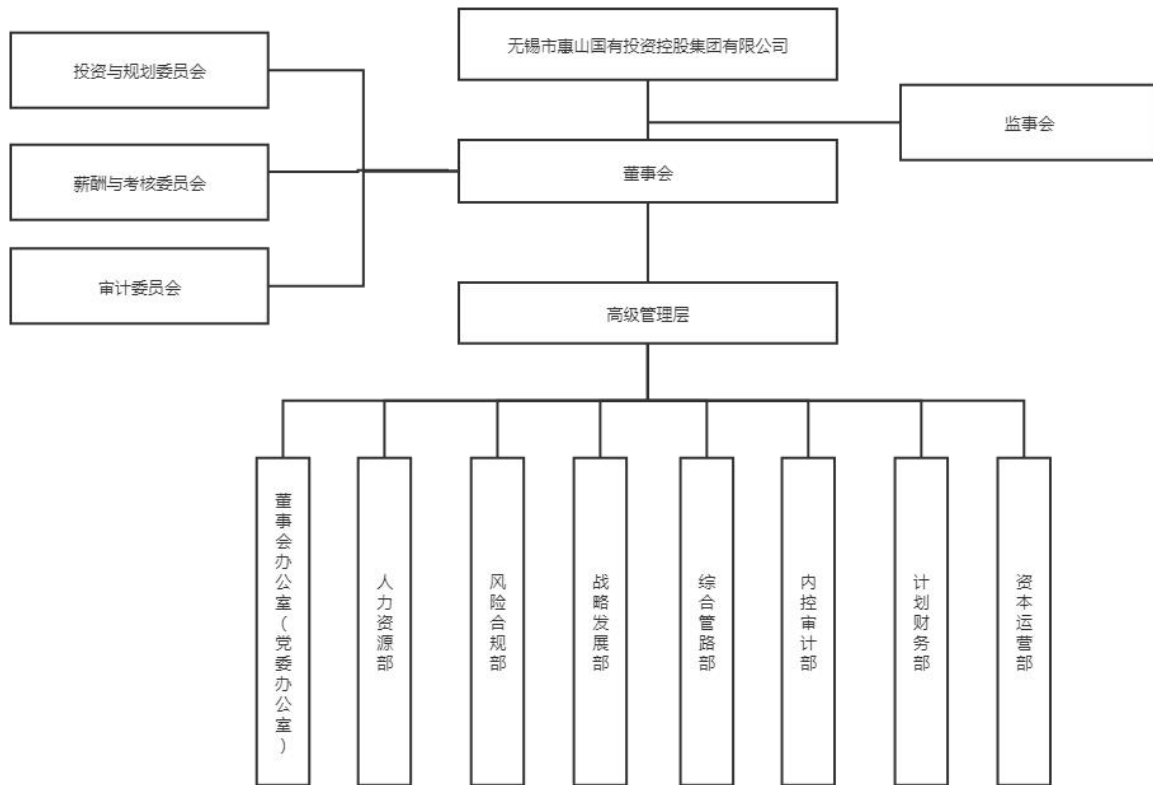 无锡市惠山国有投资控股集团有限公司
投资与规划委员会
监事会
董事会
薪酬与考核委员会
审计委员会
高级管理层
董事会办公室(党委办公室)
人力资源部
风险合规部
战略发展部
综合管路部
内控审计部
计划财务部
资本运营部